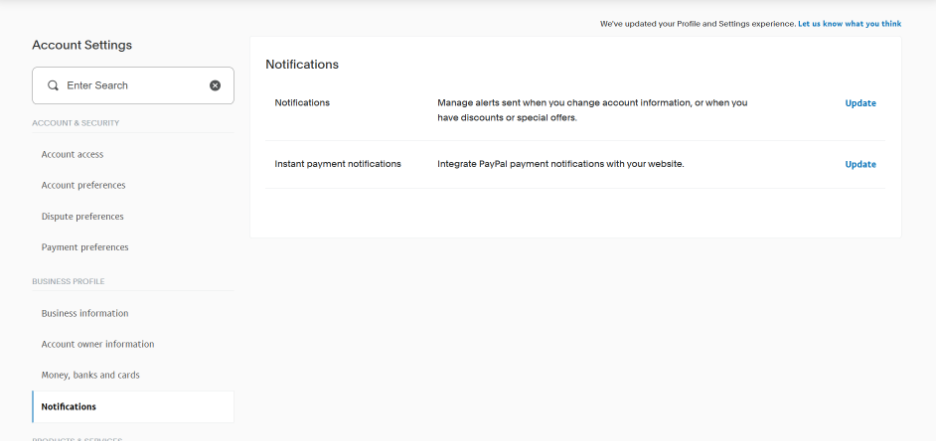 We've updated your Profile and Settings experience. Let us know what you think
Account Settings
Enter Search
ACCOUNT & SECURITY
Account access
Account preferences
Dispute preferences
Payment preferences
BUSINESS PROFILE
Business information
Account owner information
Money, banks and cards
Notifications
PRODUCTS & SERVICES
Notifications
Notifications
Manage alerts sent when you change account information, or when you
have discounts or special offers.
Update
Instant payment notifications
Integrate PayPal payment notifications with your website.
Update